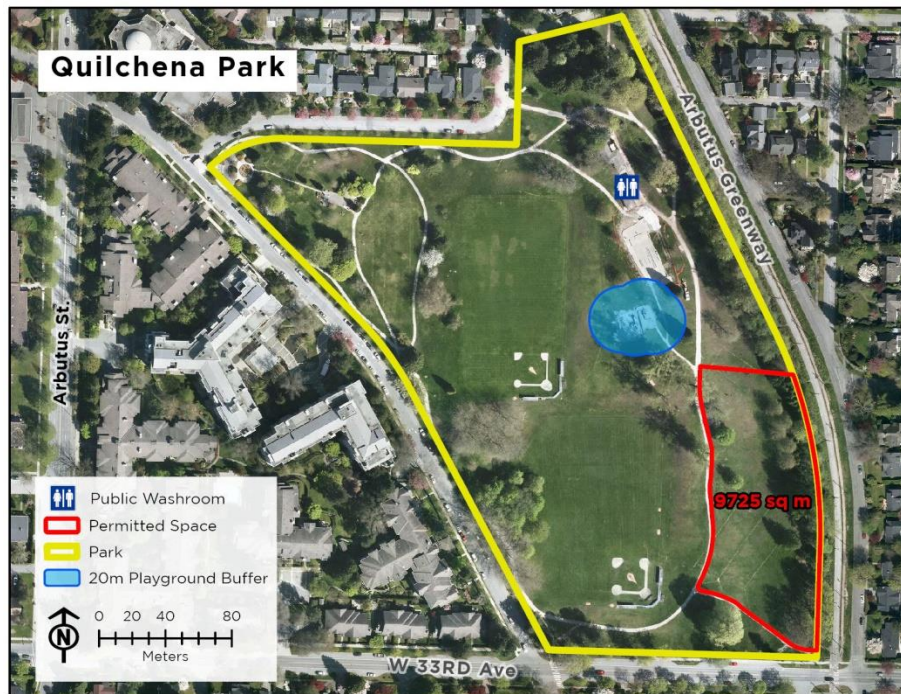 Quilchena Park
Arbutus Greenway
Arbutus St.
9725 sq m
Public Washroom
Permitted Space
Park
20m Playground Buffer
N
0 20 40 80
Meters
W 33RD Ave